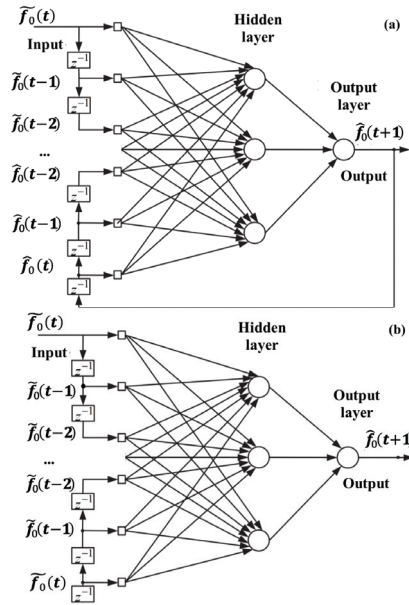 f̃₀(t)
Hidden
layer
(a)
Input
z⁻¹
f̃₀(t−1)
Output
layer
z⁻¹
f̃₀(t−2)
f̂₀(t+1)
...
f̂₀(t−2)
Output
z⁻¹
f̂₀(t−1)
z⁻¹
f̂₀(t)
z⁻¹
f̃₀(t)
Hidden
layer
(b)
Input
z⁻¹
f̃₀(t−1)
Output
layer
z⁻¹
f̃₀(t−2)
f̂₀(t+1
...
f̃₀(t−2)
Output
z⁻¹
f̃₀(t−1)
z⁻¹
f̃₀(t)
z⁻¹